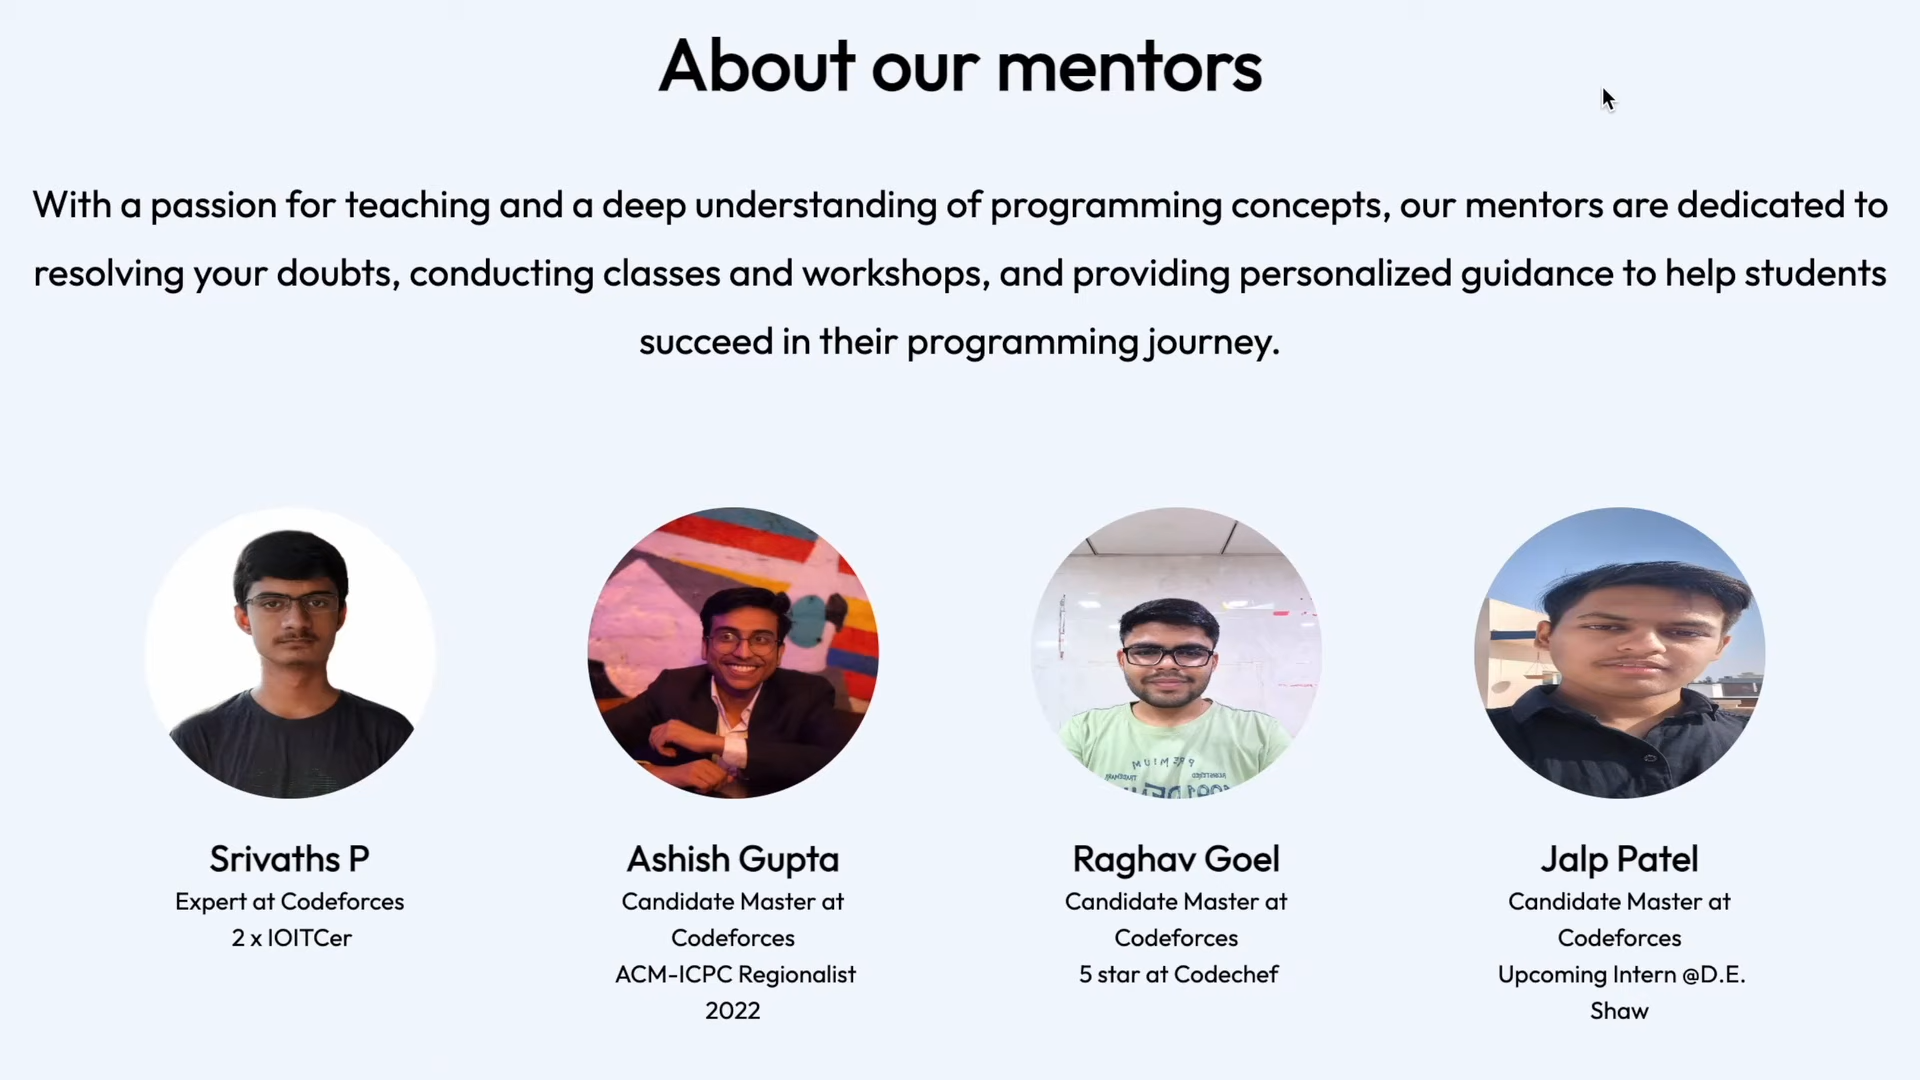 About our mentors
With a passion for teaching and a deep understanding of programming concepts, our mentors are dedicated to
resolving your doubts, conducting classes and workshops, and providing personalized guidance to help students
succeed in their programming journey.
Srivaths P
Expert at Codeforces
2 x IOITCer
Ashish Gupta
Candidate Master at
Codeforces
ACM-ICPC Regionalist
2022
Raghav Goel
Candidate Master at
Codeforces
5 star at Codechef
Jalp Patel
Candidate Master at
Codeforces
Upcoming Intern @D.E.
Shaw